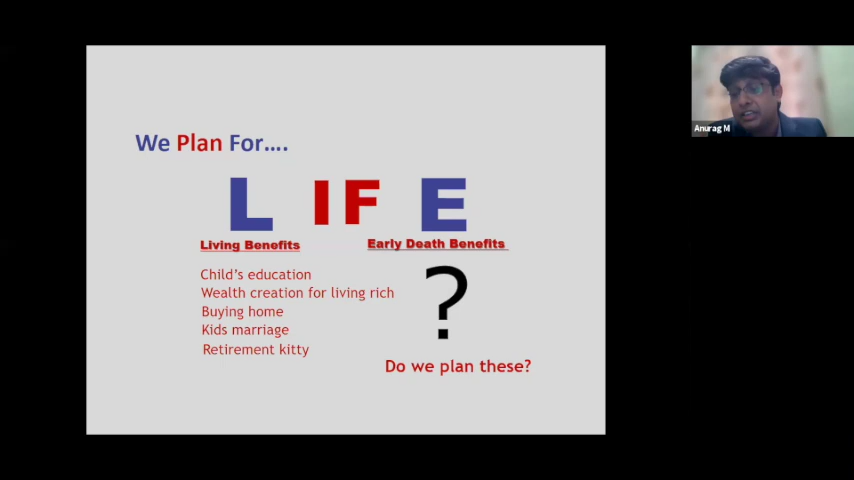 We Plan For....
L IF E
Living Benefits
Early Death Benefits
Child's education
Wealth creation for living rich
Buying home
Kids marriage
Retirement kitty
?
Do we plan these?
Anurag M